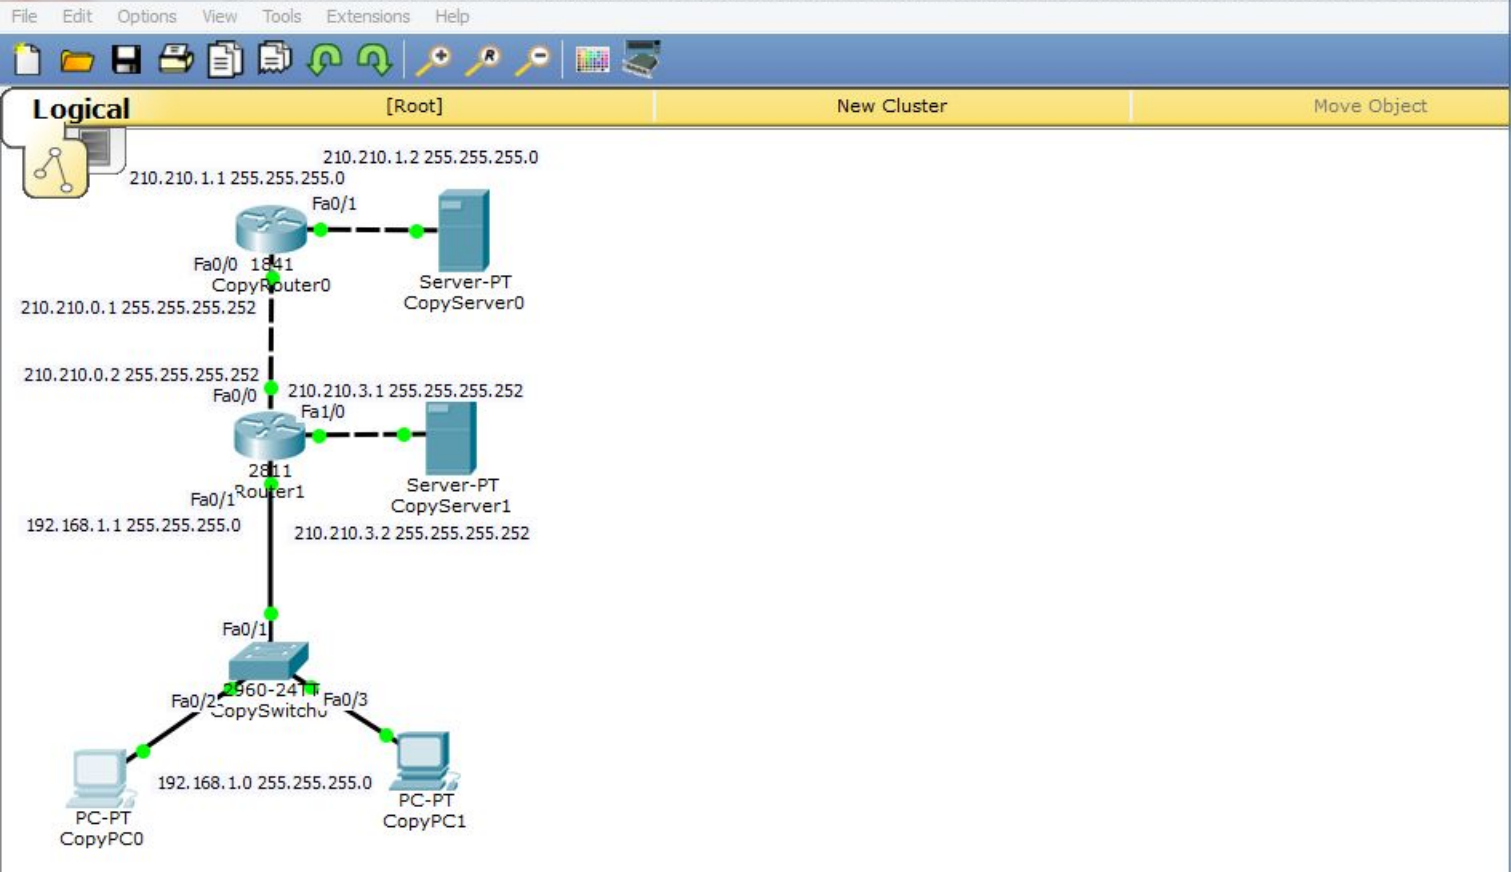 File Edit Options View Tools Extensions Help
R
Logical [Root] New Cluster Move Object
210.210.1.2 255.255.255.0
210.210.1.1 255.255.255.0
Fa0/1
Fa0/0 1841
CopyRouter0
Server-PT
CopyServer0
210.210.0.1 255.255.255.252
210.210.0.2 255.255.255.252
Fa0/0
210.210.3.1 255.255.255.252
Fa1/0
2811
Router1
Fa0/1
Server-PT
CopyServer1
192.168.1.1 255.255.255.0
210.210.3.2 255.255.255.252
Fa0/1
2960-24TT
Fa0/2
CopySwitch0
Fa0/3
192.168.1.0 255.255.255.0
PC-PT
CopyPC0
PC-PT
CopyPC1